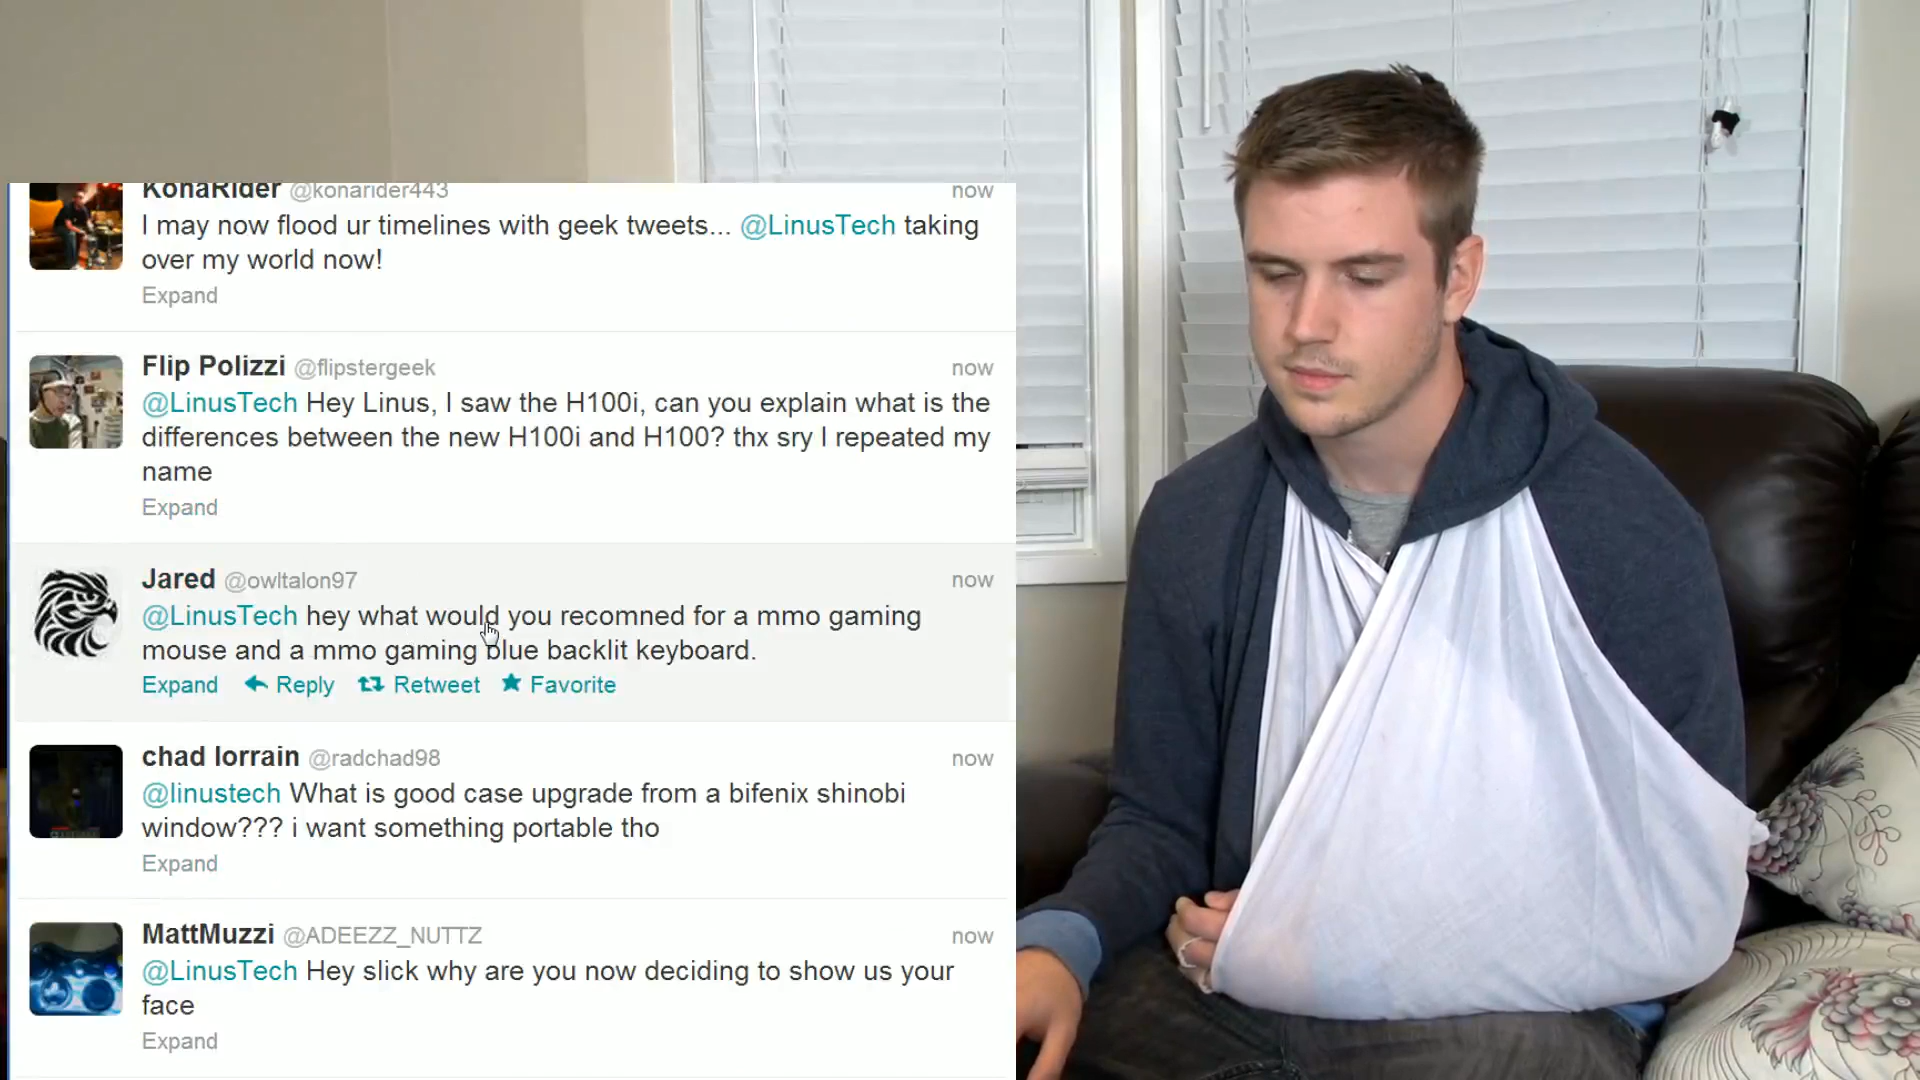 KonaRider @konarider443 now
I may now flood ur timelines with geek tweets... @LinusTech taking
over my world now!
Expand
Flip Polizzi @flipstergeek now
@LinusTech Hey Linus, I saw the H100i, can you explain what is the
differences between the new H100i and H100? thx sry I repeated my
name
Expand
Jared @owltalon97 now
@LinusTech hey what would you recomned for a mmo gaming
mouse and a mmo gaming blue backlit keyboard.
Expand Reply Retweet Favorite
chad lorrain @radchad98 now
@linustech What is good case upgrade from a bifenix shinobi
window??? i want something portable tho
Expand
MattMuzzi @ADEEZZ_NUTTZ now
@LinusTech Hey slick why are you now deciding to show us your
face
Expand